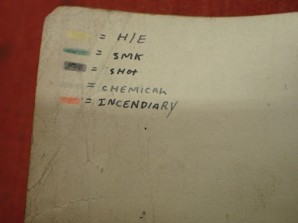 = H/E
= SMK
= SHOt
= CHEMICAL
= INCENDIARY